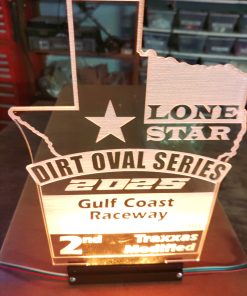 LONE
STAR
DIRT OVAL SERIES
2025
Gulf Coast
Raceway
2nd Traxxas
Modified